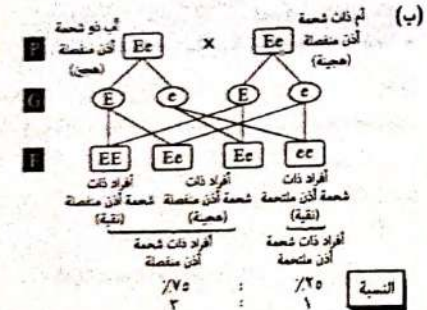 (ب)
أم ذات شحمة
أذن منفصلة
(هجينة)
أب ذو شحمة
أذن منفصلة
(هجين)
P Ee x Ee
G E e E e
F EE Ee Ee ee
أفراد ذات
شحمة أذن ملتحمة
(نقية)
أفراد ذات
شحمة أذن منفصلة
(هجينة)
أفراد ذات
شحمة أذن منفصلة
(نقية)
أفراد ذات شحمة
أذن ملتحمة
أفراد ذات شحمة
أذن منفصلة
النسبة
٢٥٪ : ٧٥٪
١ : ٣